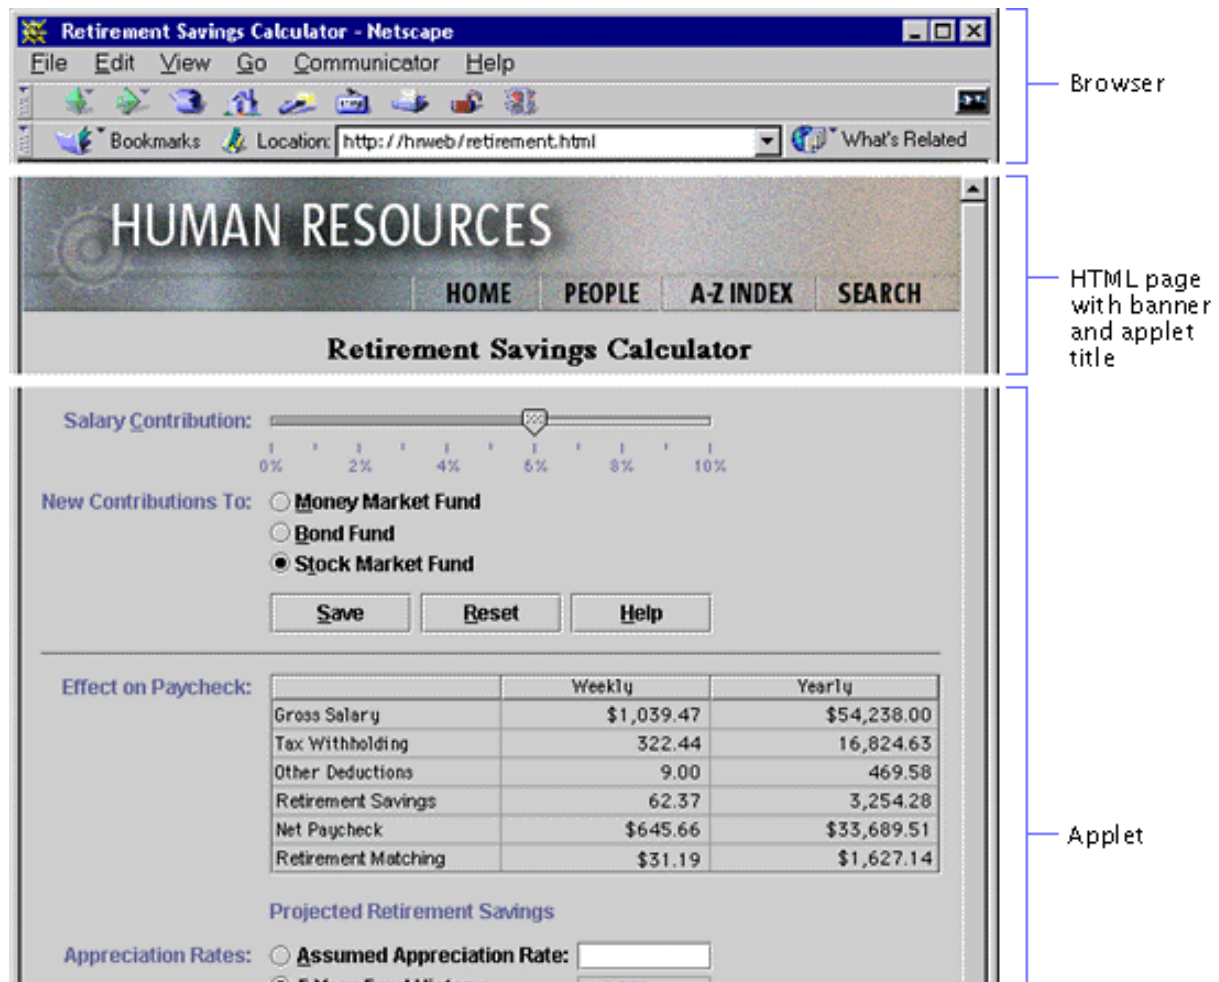 Retirement Savings Calculator - Netscape
File Edit View Go Communicator Help
Bookmarks Location: http://hrweb/retirement.html What's Related
Browser
HUMAN RESOURCES
HOME PEOPLE A-Z INDEX SEARCH
Retirement Savings Calculator
HTML page
with banner
and applet
title
Salary Contribution:
0% 2% 4% 6% 8% 10%
New Contributions To: Money Market Fund
Bond Fund
Stock Market Fund
Save Reset Help
Effect on Paycheck: Weekly Yearly
Gross Salary $1,039.47 $54,238.00
Tax Withholding 322.44 16,824.63
Other Deductions 9.00 469.58
Retirement Savings 62.37 3,254.28
Net Paycheck $645.66 $33,689.51
Retirement Matching $31.19 $1,627.14
Applet
Projected Retirement Savings
Appreciation Rates: Assumed Appreciation Rate: